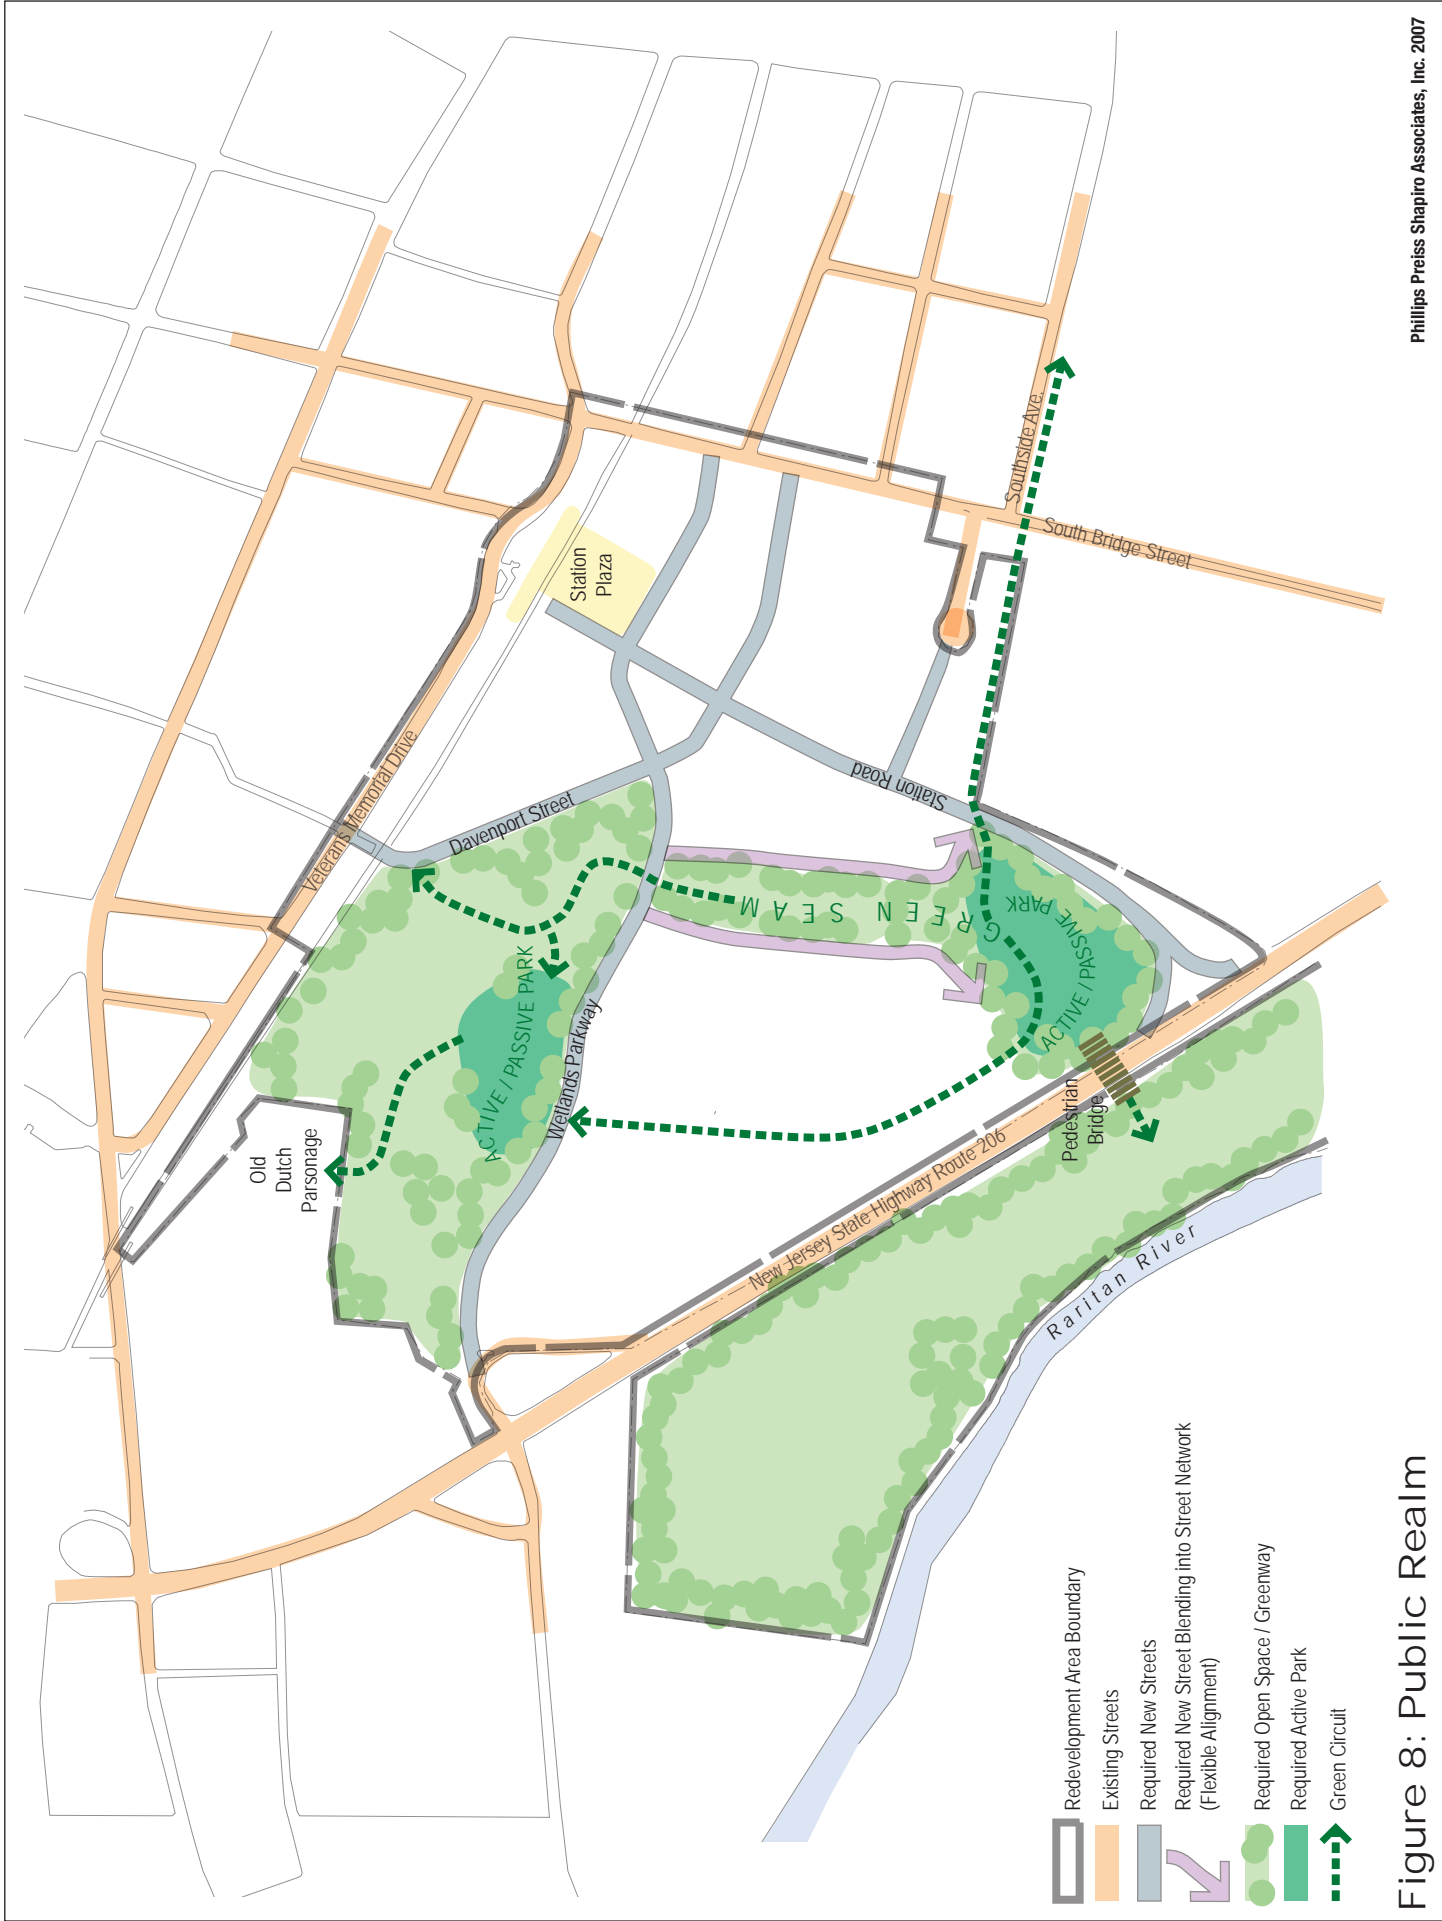 Old
Dutch
Parsonage
Veterans Memorial Drive
Davenport Street
Station
Plaza
ACTIVE / PASSIVE PARK
Wetlands Parkway
GREEN SEAM
Station Road
ACTIVE / PASSIVE PARK
Southside Ave.
South Bridge Street
Pedestrian
Bridge
New Jersey State Highway Route 206
Raritan River
Redevelopment Area Boundary
Existing Streets
Required New Streets
Required New Street Blending into Street Network
(Flexible Alignment)
Required Open Space / Greenway
Required Active Park
Green Circuit
Figure 8: Public Realm
Phillips Preiss Shapiro Associates, Inc. 2007